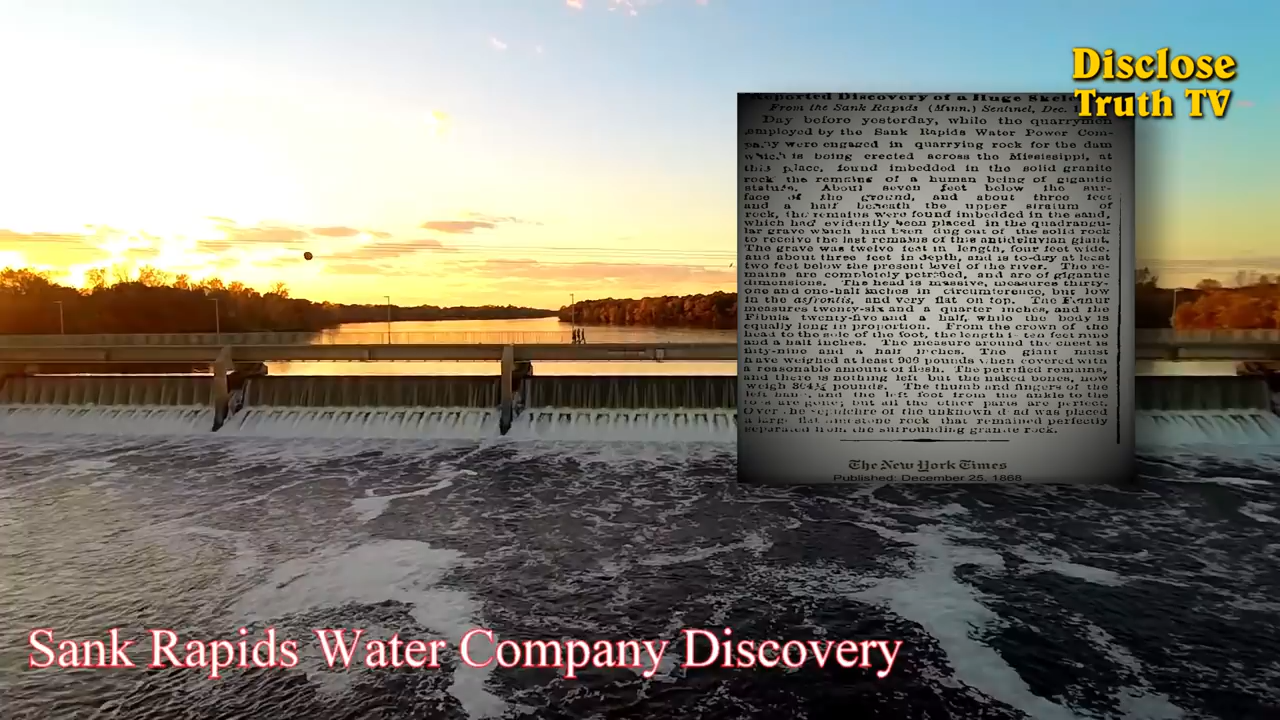 Disclose
Truth TV
Reported Discovery of a Huge Skele
From the Sank Rapids (Minn.) Sentinel, Dec.
Day before yesterday, while the quarrymen
employed by the Sank Rapids Water Power Com-
pany were engaged in quarrying rock for the dam
which is being erected across the Mississippi, at
this place, found imbedded in the solid granite
rock the remains of a human being of gigantic
stature. About seven feet below the sur-
face of the ground, and about three feet
and a half beneath the upper stratum of
rock, the remains were found imbedded in the sand,
which had evidently been placed in the quadrangu-
lar grave which had been dug out of the solid rock
to receive the last remains of this antideluvian giant.
The grave was twelve feet in length, four feet wide,
and about three feet in depth, and is to-day at least
two feet below the present level of the river. The re-
mains are completely petrified, and are of gigantic
dimensions. The head is massive, measures thirty-
one and one-half inches in circumference, but low
in the asfrontis, and very flat on top. The Femur
measures twenty-six and a quarter inches, and the
Fibula twenty-five and a half, while the body is
equally long in proportion. From the crown of the
head to the sole of the foot, the length is ten feet nine
and a half inches. The measure around the chest is
fifty-nine and a half inches. The giant must
have weighed at least 900 pounds when covered with
a reasonable amount of flesh. The petrified remains,
and there is nothing left but the naked bones, now
weigh 304¼ pounds. The thumb and fingers of the
left hand, and the left foot from the ankle to the
toes are gone; but all the other parts are perfect.
Over the sepulchre of the unknown dead was placed
a large flat limestone rock that remained perfectly
separated from the surrounding granite rock.
The New York Times
Published: December 25, 1868
Sank Rapids Water Company Discovery